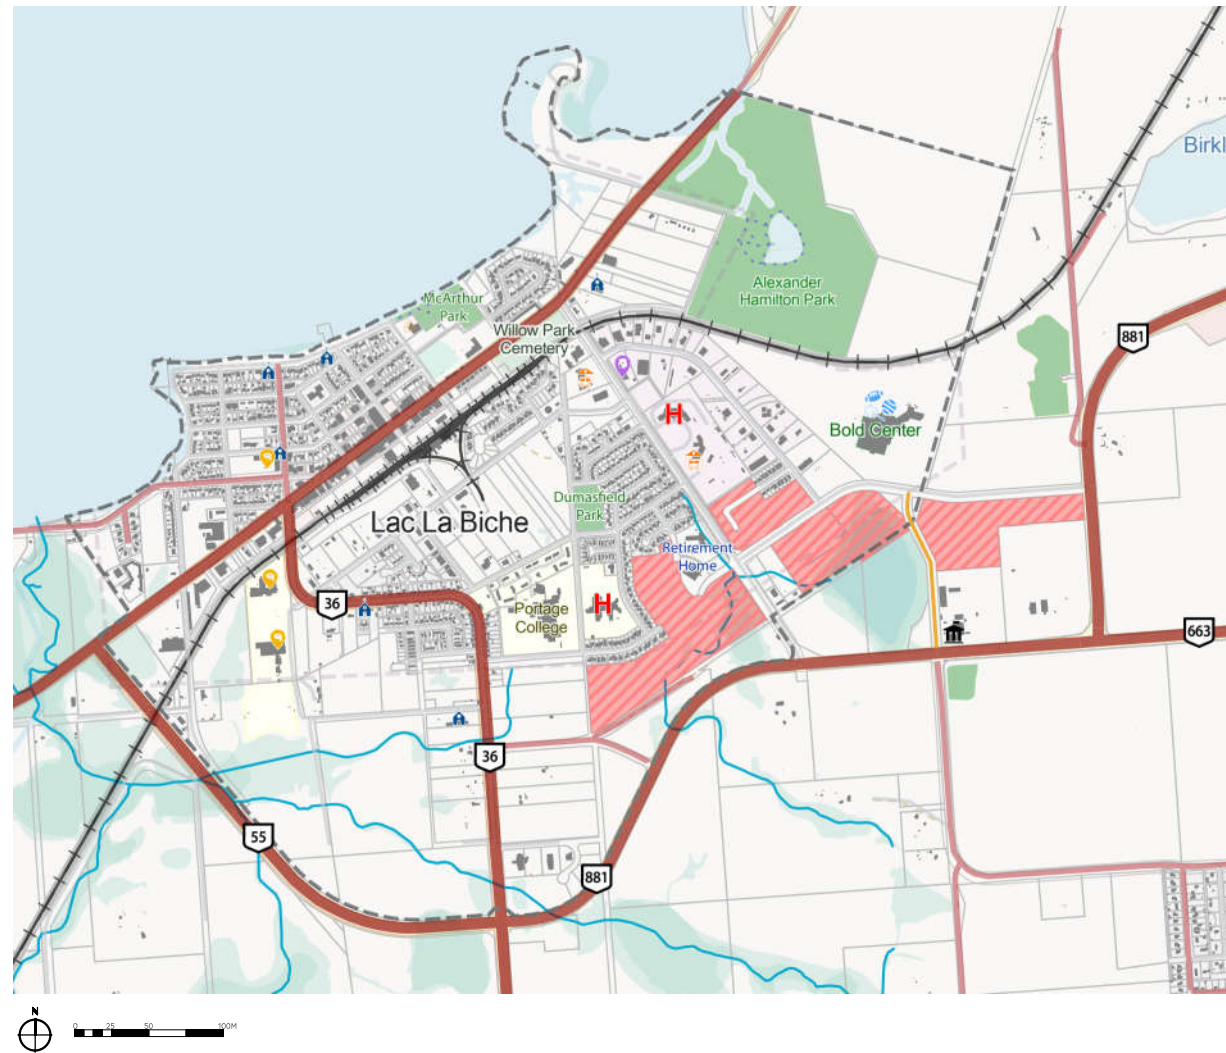 Birkl
881
Alexander
Hamilton Park
McArthur
Park
Willow Park
Cemetery
H
Bold Center
Dumasfield
Park
Lac La Biche
Retirement
Home
36
H
Portage
College
663
36
55
881
N
0 25 50 100M